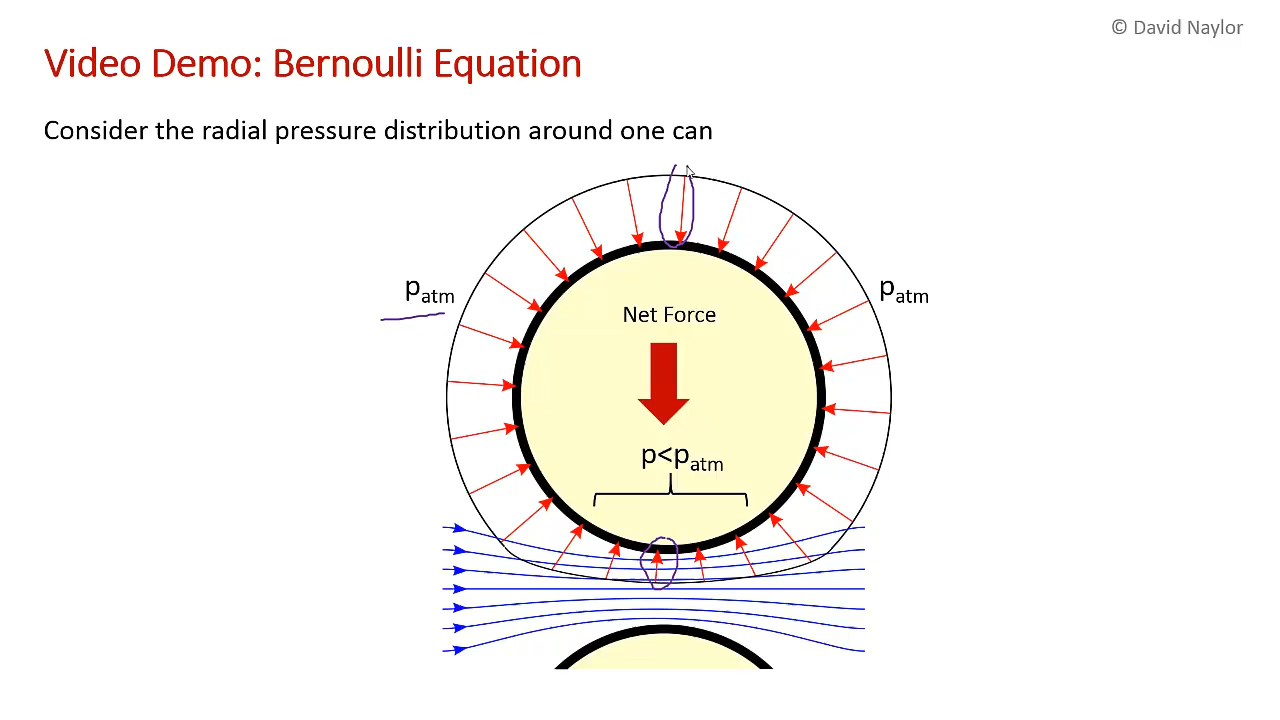 © David Naylor
Video Demo: Bernoulli Equation
Consider the radial pressure distribution around one can
patm
patm
Net Force
p<patm